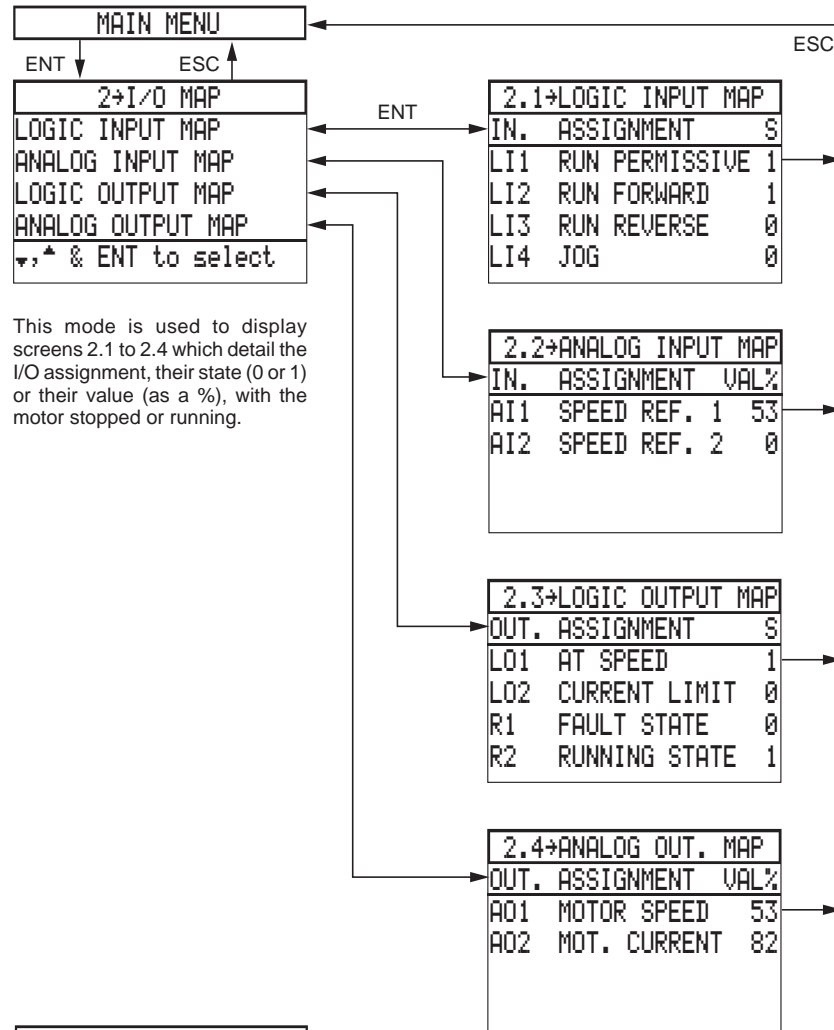 MAIN MENU
ESC
ENT
ESC
2→I/O MAP
LOGIC INPUT MAP
ANALOG INPUT MAP
LOGIC OUTPUT MAP
ANALOG OUTPUT MAP
▼,▲ & ENT to select
ENT
This mode is used to display
screens 2.1 to 2.4 which detail the
I/O assignment, their state (0 or 1)
or their value (as a %), with the
motor stopped or running.
2.1→LOGIC INPUT MAP
IN. ASSIGNMENT S
LI1 RUN PERMISSIVE 1
LI2 RUN FORWARD 1
LI3 RUN REVERSE 0
LI4 JOG 0
2.2→ANALOG INPUT MAP
IN. ASSIGNMENT VAL%
AI1 SPEED REF. 1 53
AI2 SPEED REF. 2 0
2.3→LOGIC OUTPUT MAP
OUT. ASSIGNMENT S
LO1 AT SPEED 1
LO2 CURRENT LIMIT 0
R1 FAULT STATE 0
R2 RUNNING STATE 1
2.4→ANALOG OUT. MAP
OUT. ASSIGNMENT VAL%
AO1 MOTOR SPEED 53
AO2 MOT. CURRENT 82